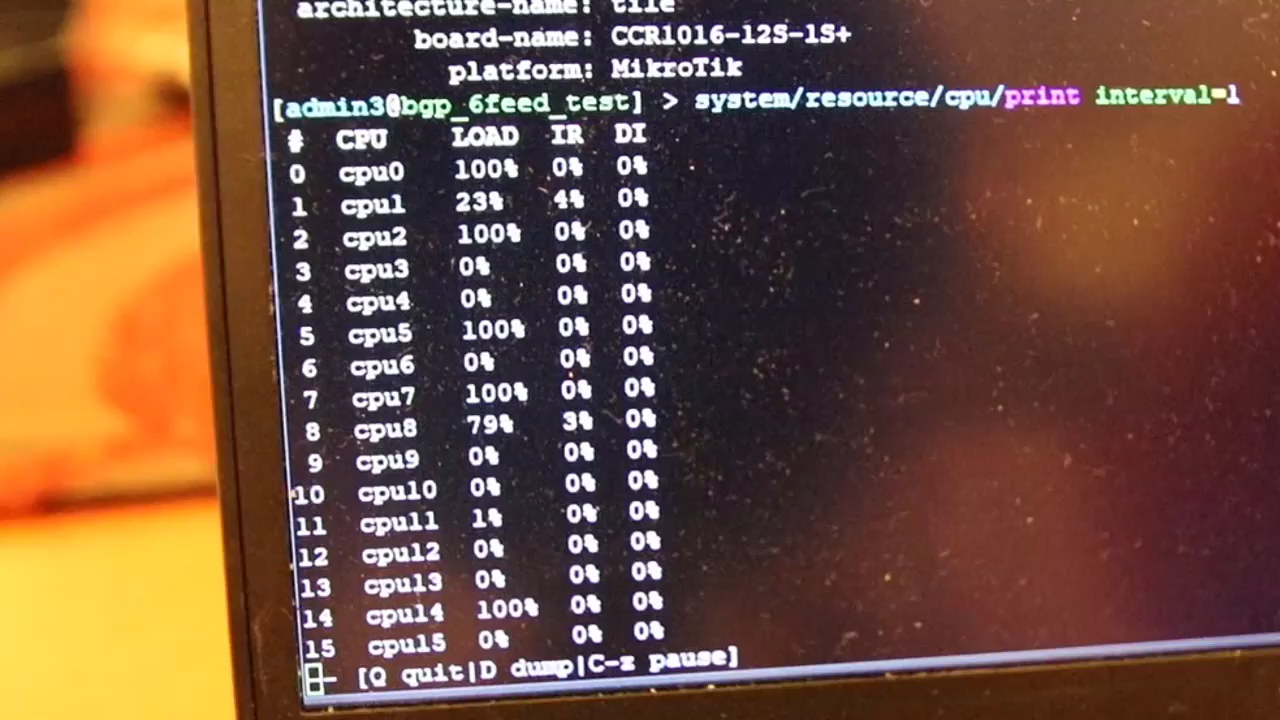 architecture-name: tile
board-name: CCR1016-12S-1S+
platform: MikroTik
[admin3@bgp_6feed_test] > system/resource/cpu/print interval=1
# CPU LOAD IR DI
0 cpu0 100% 0% 0%
1 cpu1 23% 4% 0%
2 cpu2 100% 0% 0%
3 cpu3 0% 0% 0%
4 cpu4 0% 0% 0%
5 cpu5 100% 0% 0%
6 cpu6 0% 0% 0%
7 cpu7 100% 0% 0%
8 cpu8 79% 3% 0%
9 cpu9 0% 0% 0%
10 cpu10 0% 0% 0%
11 cpu11 1% 0% 0%
12 cpu12 0% 0% 0%
13 cpu13 0% 0% 0%
14 cpu14 100% 0% 0%
15 cpu15 0% 0% 0%
- [Q quit|D dump|C-z pause]